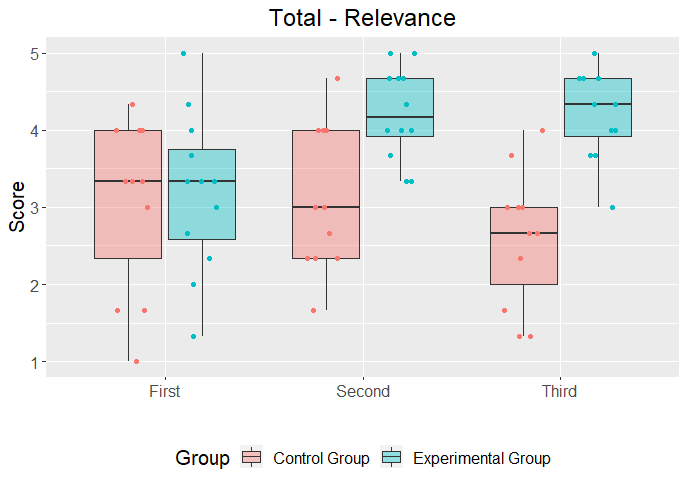 Total - Relevance
Score
5
4
3
2
1
First Second Third
Group Control Group Experimental Group